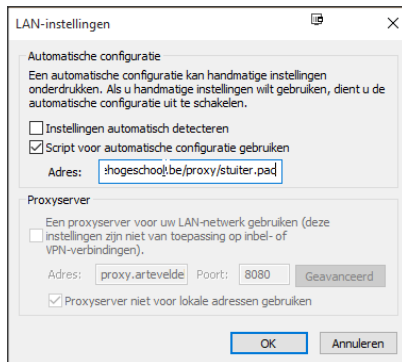 LAN-instellingen
Automatische configuratie
Een automatische configuratie kan handmatige instellingen
onderdrukken. Als u handmatige instellingen wilt gebruiken, dient u de
automatische configuratie uit te schakelen.
Instellingen automatisch detecteren
Script voor automatische configuratie gebruiken
Adres: ehogeschool.be/proxy/stuiter.pac
Proxyserver
Een proxyserver voor uw LAN-netwerk gebruiken (deze
instellingen zijn niet van toepassing op inbel- of
VPN-verbindingen).
Adres: proxy.artevelde Poort: 8080 Geavanceerd
Proxyserver niet voor lokale adressen gebruiken
OK Annuleren